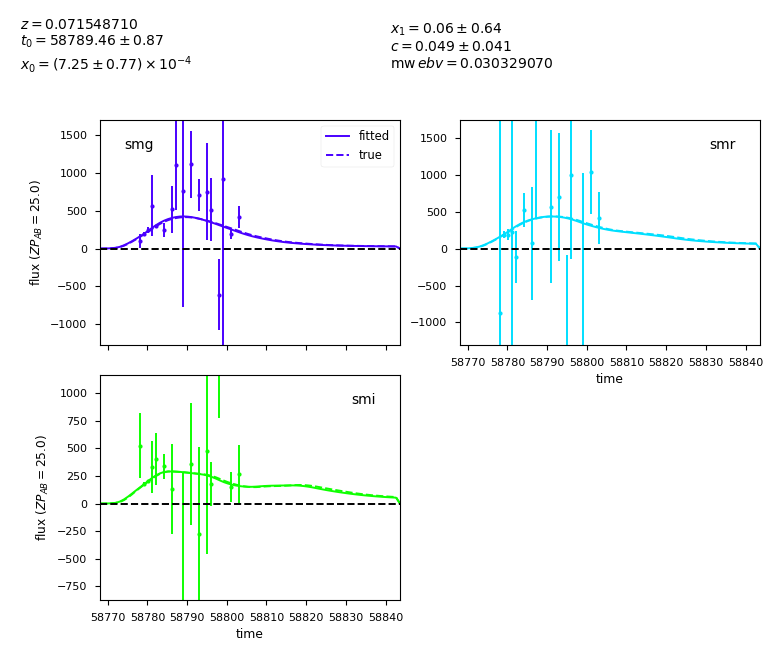 z = 0.071548710
t₀ = 58789.46 ± 0.87
x₀ = (7.25 ± 0.77) × 10⁻⁴
x₁ = 0.06 ± 0.64
c = 0.049 ± 0.041
mw ebv = 0.030329070
smg
fitted
true
1500
1000
500
0
−500
−1000
flux (ZP_AB = 25.0)
smr
1500
1000
500
0
−500
−1000
58770 58780 58790 58800 58810 58820 58830 58840
time
smi
1000
750
500
250
0
−250
−500
−750
flux (ZP_AB = 25.0)
58770 58780 58790 58800 58810 58820 58830 58840
time